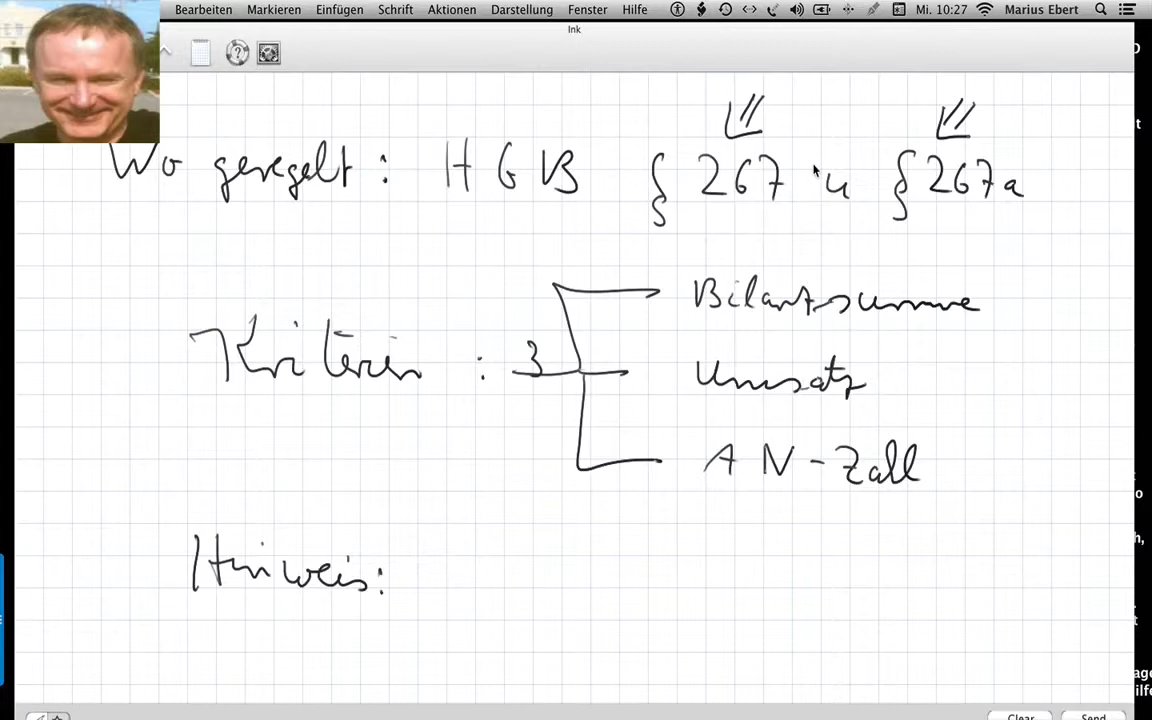 Bearbeiten Markieren Einfügen Schrift Aktionen Darstellung Fenster Hilfe Mi. 10:27 Marius Ebert
Ink
Wo geregelt: HGB § 267 u § 267a
Kriterien : 3
Bilanzsumme
Umsatz
AN-Zahl
Hinweis:
Clear Send